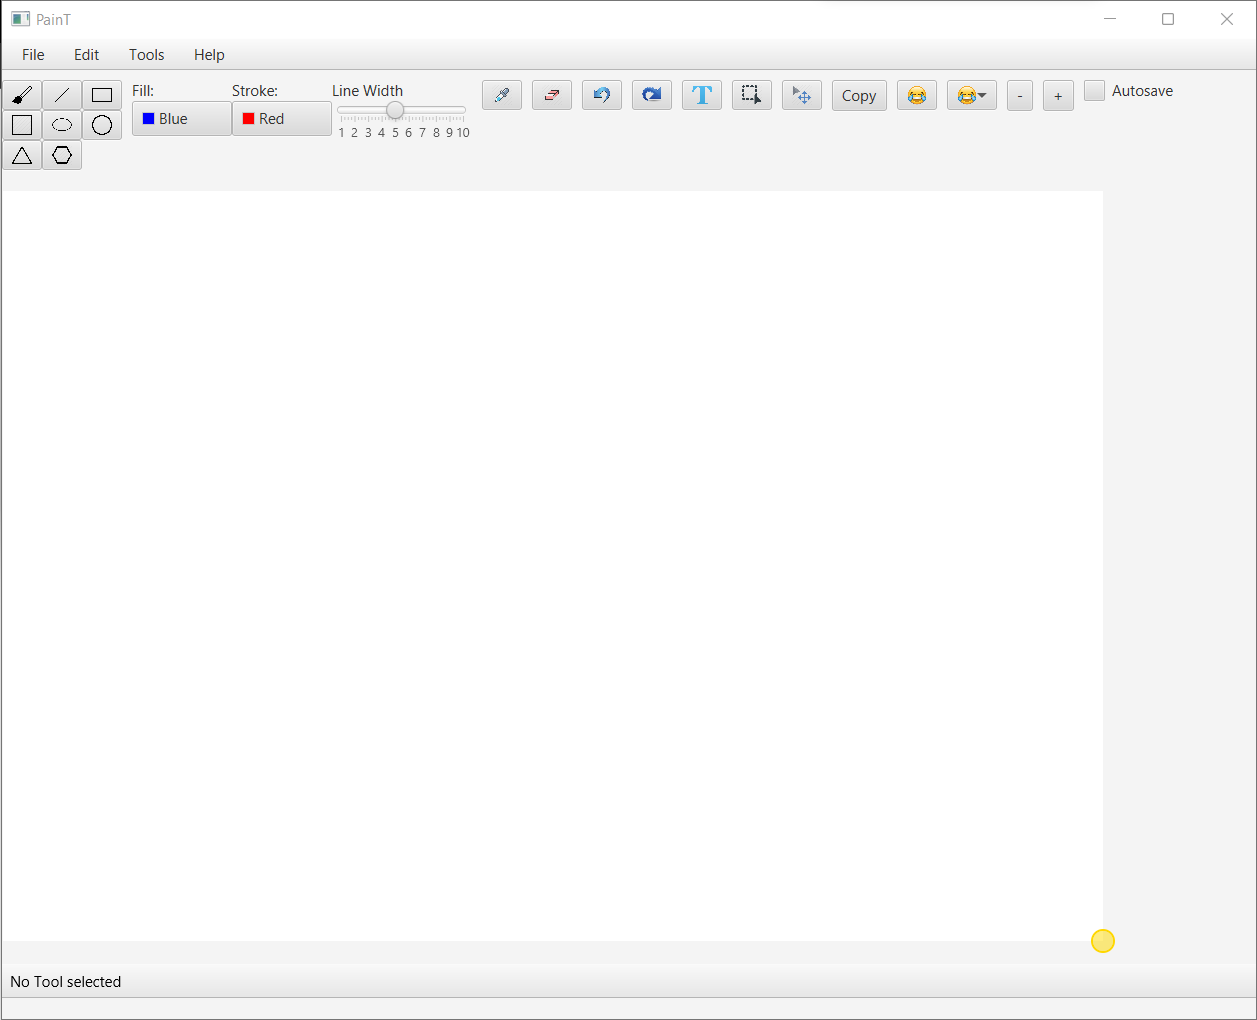 PainT
File Edit Tools Help
Fill: Stroke: Line Width
Blue Red
1 2 3 4 5 6 7 8 9 10
T Copy - + Autosave
No Tool selected